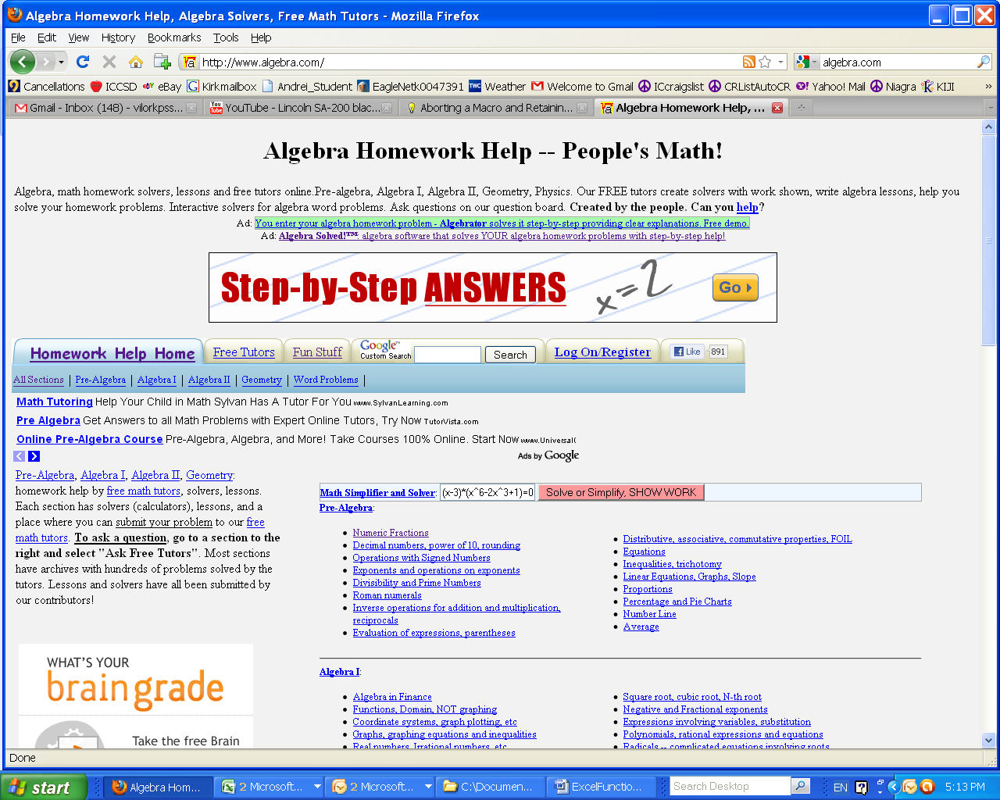 Algebra Homework Help, Algebra Solvers, Free Math Tutors - Mozilla Firefox
File Edit View History Bookmarks Tools Help
http://www.algebra.com/ algebra.com
Cancellations ICCSD eBay Kirkmailbox Andrei_Student EagleNetK0047391 TWC Weather Welcome to Gmail ICcraigslist CRListAutoCR Yahoo! Mail Niagra KIJI »
Gmail - Inbox (148) - vilorkpss... YouTube - Lincoln SA-200 blac... Aborting a Macro and Retainin... Algebra Homework Help, ...
Algebra Homework Help -- People's Math!
Algebra, math homework solvers, lessons and free tutors online.Pre-algebra, Algebra I, Algebra II, Geometry, Physics. Our FREE tutors create solvers with work shown, write algebra lessons, help you
solve your homework problems. Interactive solvers for algebra word problems. Ask questions on our question board. Created by the people. Can you help?
Ad: You enter your algebra homework problem - Algebrator solves it step-by-step providing clear explanations. Free demo.
Ad: Algebra Solved!™: algebra software that solves YOUR algebra homework problems with step-by-step help!
Step-by-Step ANSWERS x=2 Go
Homework Help Home Free Tutors Fun Stuff Google™ Custom Search Search Log On/Register Like 891
All Sections | Pre-Algebra | Algebra I | Algebra II | Geometry | Word Problems |
Math Tutoring Help Your Child in Math Sylvan Has A Tutor For You www.SylvanLearning.com
Pre Algebra Get Answers to all Math Problems with Expert Online Tutors, Try Now TutorVista.com
Online Pre-Algebra Course Pre-Algebra, Algebra, and More! Take Courses 100% Online. Start Now
Ads by Google
Pre-Algebra, Algebra I, Algebra II, Geometry:
homework help by free math tutors, solvers, lessons.
Each section has solvers (calculators), lessons, and a
place where you can submit your problem to our free
math tutors. To ask a question, go to a section to the
right and select "Ask Free Tutors". Most sections
have archives with hundreds of problems solved by the
tutors. Lessons and solvers have all been submitted by
our contributors!
WHAT'S YOUR
braingrade
Take the free Brain
Math Simplifier and Solver: (x-3)*(x^6-2x^3+1)=0 Solve or Simplify, SHOW WORK
Pre-Algebra:
Numeric Fractions
Decimal numbers, power of 10, rounding
Operations with Signed Numbers
Exponents and operations on exponents
Divisibility and Prime Numbers
Roman numerals
Inverse operations for addition and multiplication,
reciprocals
Evaluation of expressions, parentheses
Distributive, associative, commutative properties, FOIL
Equations
Inequalities, trichotomy
Linear Equations, Graphs, Slope
Proportions
Percentage and Pie Charts
Number Line
Average
Algebra I:
Algebra in Finance
Functions, Domain, NOT graphing
Coordinate systems, graph plotting, etc
Graphs, graphing equations and inequalities
Real numbers, Irrational numbers, etc
Square root, cubic root, N-th root
Negative and Fractional exponents
Expressions involving variables, substitution
Polynomials, rational expressions and equations
Radicals -- complicated equations involving roots
Done
start Algebra Hom... 2 Microsoft... 2 Microsoft... C:\Documen... ExcelFunctio... Search Desktop EN 5:13 PM